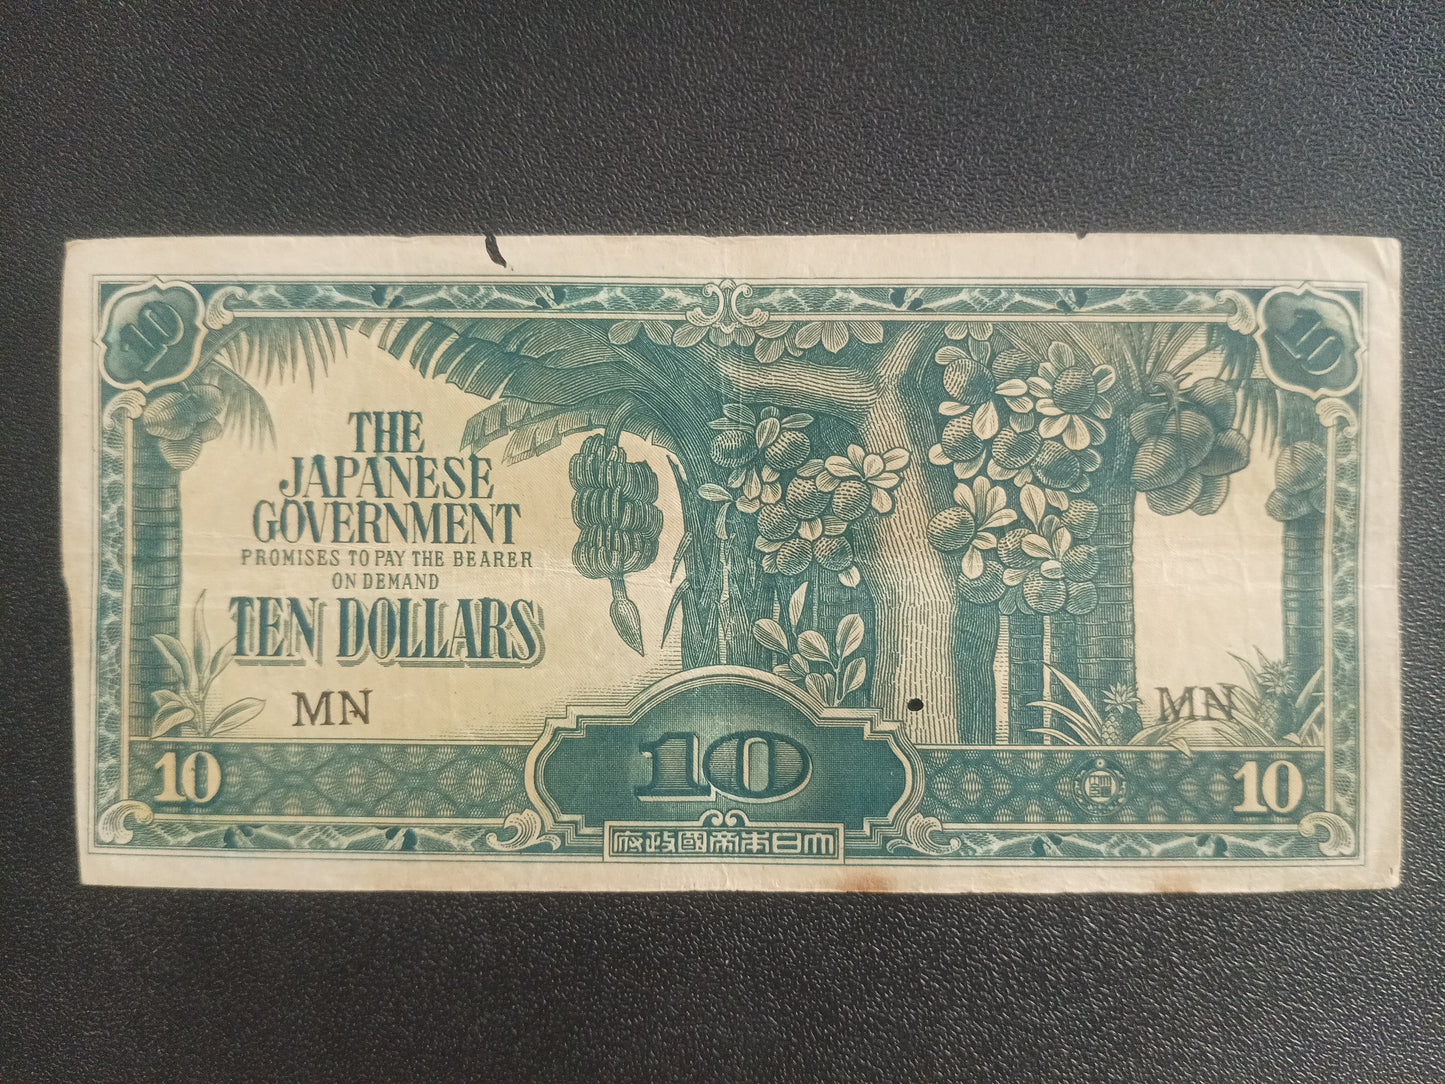 10
10
THE
JAPANESE
GOVERNMENT
PROMISES TO PAY THE BEARER
ON DEMAND
TEN DOLLARS
MN
MN
10
10
10
府政國帝本日大